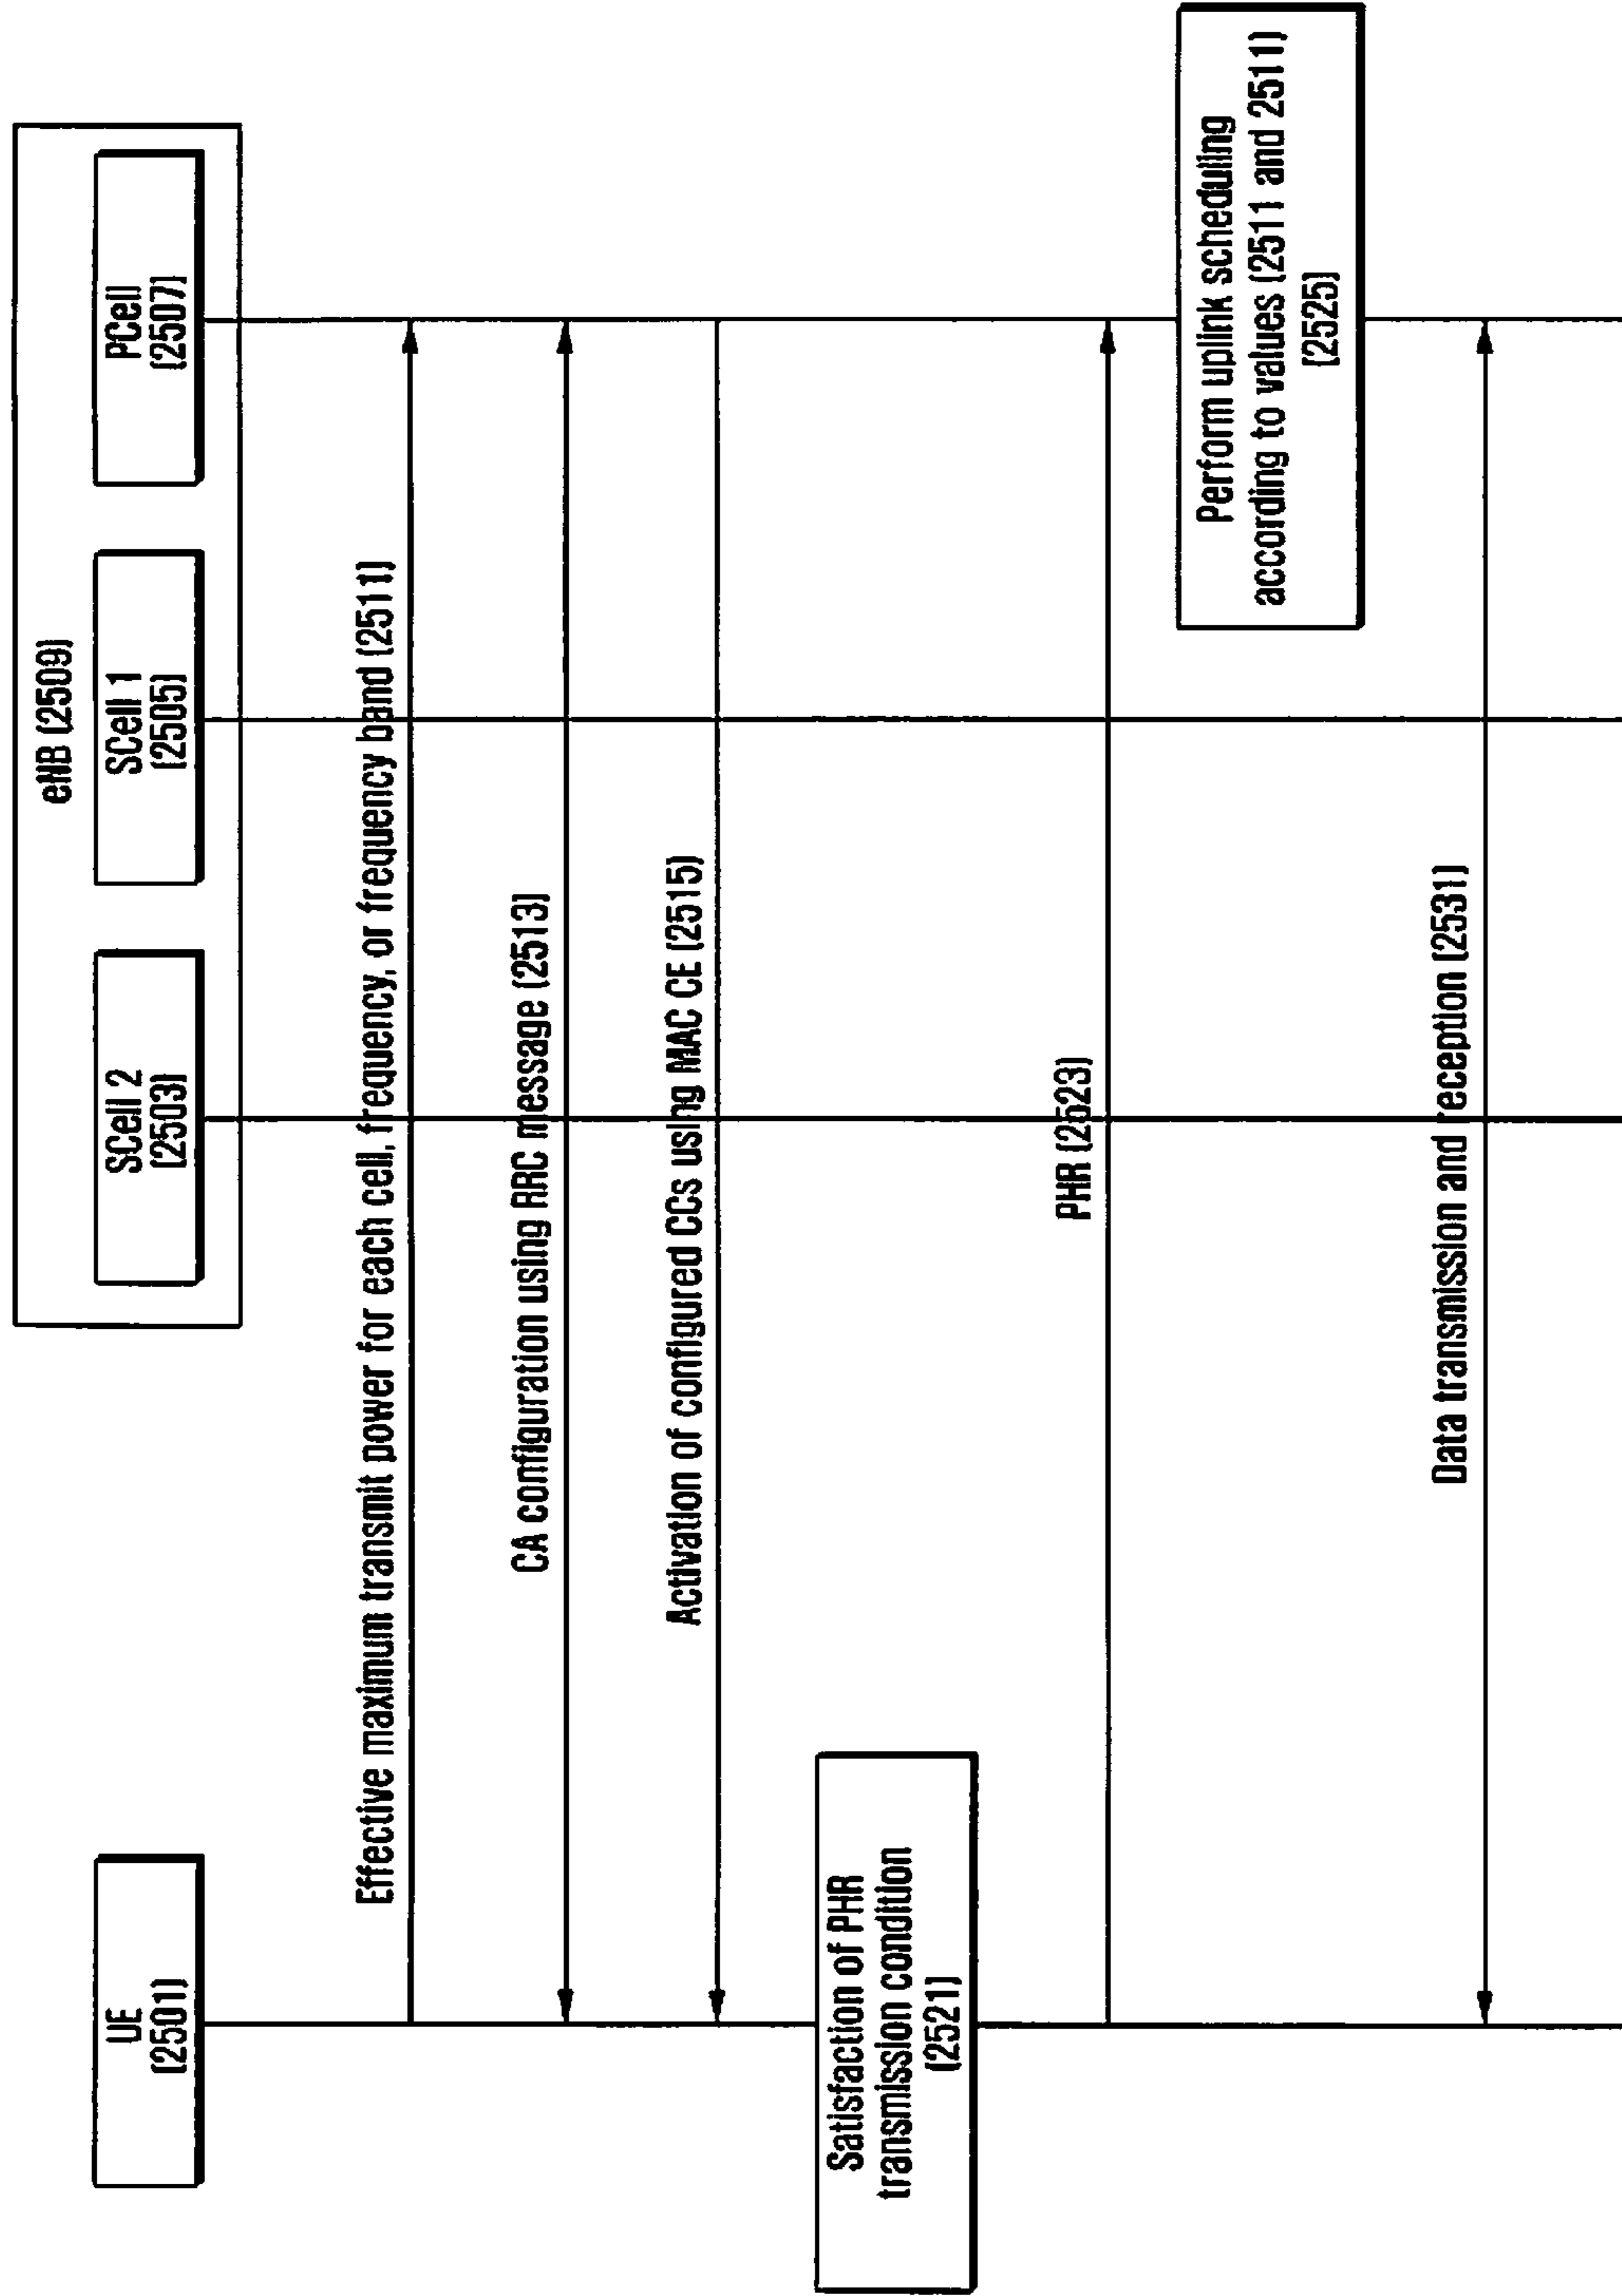 eNB (2509)
UE
(2501)
SCell 2
(2503)
SCell 1
(2505)
PCell
(2507)
Effective maximum transmit power for each cell, frequency, or frequency band (2511)
CA configuration using RRC message (2513)
Activation of configured CCs using MAC CE (2515)
Satisfaction of PHR
transmission condition
(2521)
PHR (2523)
Perform uplink scheduling
according to values (2511 and 2511)
(2525)
Data transmission and reception (2531)